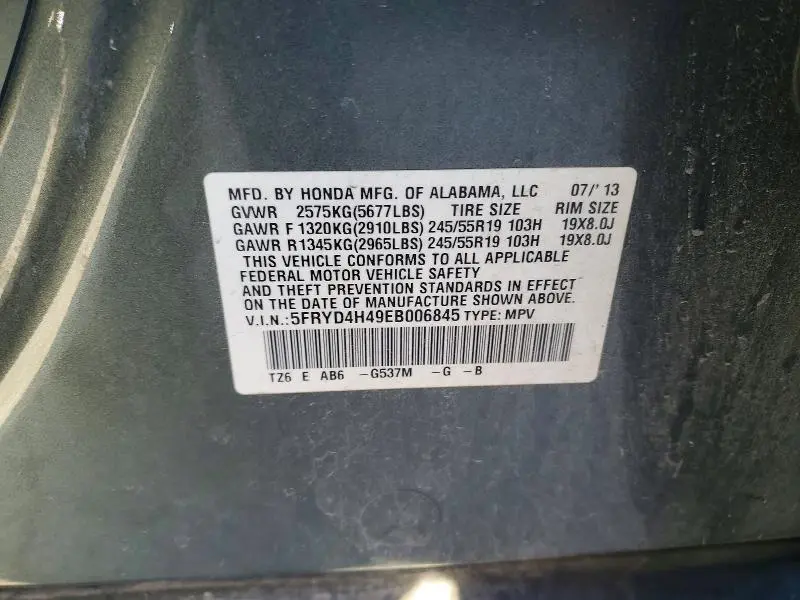 MFD. BY HONDA MFG. OF ALABAMA, LLC 07/'13
GVWR 2575KG(5677LBS) TIRE SIZE RIM SIZE
GAWR F 1320KG(2910LBS) 245/55R19 103H 19X8.0J
GAWR R1345KG(2965LBS) 245/55R19 103H 19X8.0J
THIS VEHICLE CONFORMS TO ALL APPLICABLE
FEDERAL MOTOR VEHICLE SAFETY
AND THEFT PREVENTION STANDARDS IN EFFECT
ON THE DATE OF MANUFACTURE SHOWN ABOVE.
V.I.N.:5FRYD4H49EB006845 TYPE: MPV
TZ6 E AB6 -G537M -G -B